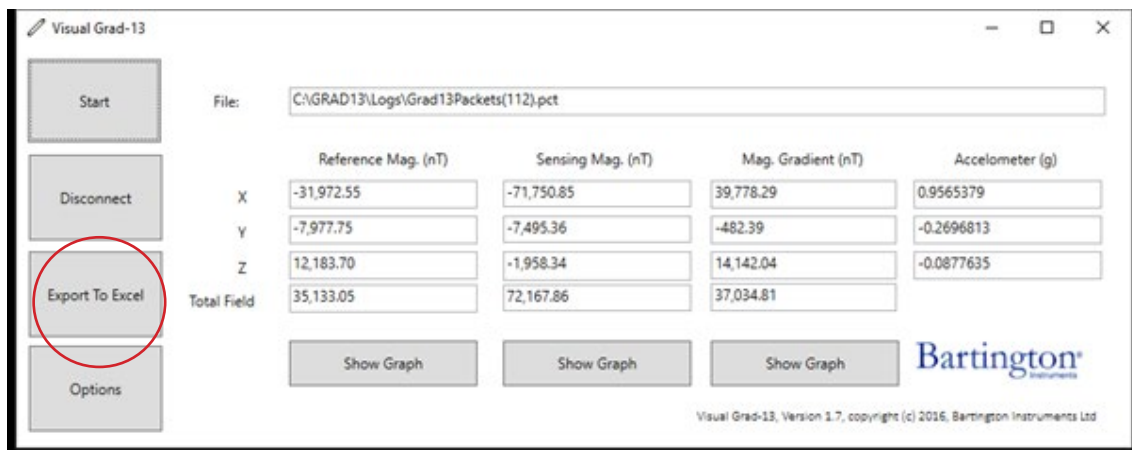 Visual Grad-13
Start
File:
C:\GRAD13\Logs\Grad13Packets(112).pct
Reference Mag. (nT) Sensing Mag. (nT) Mag. Gradient (nT) Accelometer (g)
Disconnect
X -31,972.55 -71,750.85 39,778.29 0.9565379
Y -7,977.75 -7,495.36 -482.39 -0.2696813
Z 12,183.70 -1,958.34 14,142.04 -0.0877635
Export To Excel
Total Field 35,133.05 72,167.86 37,034.81
Show Graph Show Graph Show Graph
Bartington®
Instruments
Options
Visual Grad-13, Version 1.7, copyright (c) 2016, Bartington Instruments Ltd